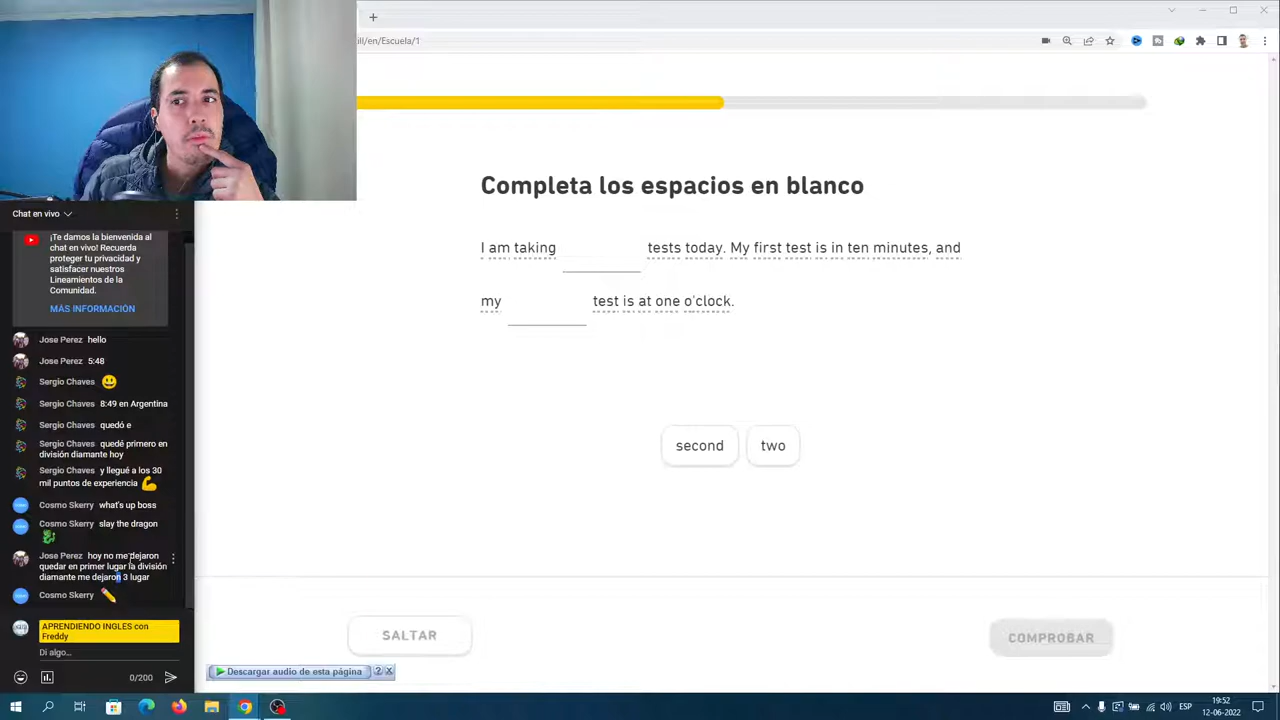 ill/en/Escuela/1
Completa los espacios en blanco
I am taking ________ tests today. My first test is in ten minutes, and
my ________ test is at one o'clock.
second
two
SALTAR
COMPROBAR
Descargar audio de esta página
Chat en vivo
¡Te damos la bienvenida al
chat en vivo! Recuerda
proteger tu privacidad y
satisfacer nuestros
Lineamientos de la
Comunidad.
MÁS INFORMACIÓN
Jose Perez hello
Jose Perez 5:48
Sergio Chaves 😃
Sergio Chaves 8:49 en Argentina
Sergio Chaves quedó e
Sergio Chaves quedé primero en
división diamante hoy
Sergio Chaves y llegué a los 30
mil puntos de experiencia 💪
Cosmo Skerry what's up boss
Cosmo Skerry slay the dragon
🐉
Jose Perez hoy no me dejaron
quedar en primer lugar la división
diamante me dejaron 3 lugar
Cosmo Skerry ✏️
APRENDIENDO INGLES con
Freddy
Di algo...
0/200
ESP
19:52
12-06-2022